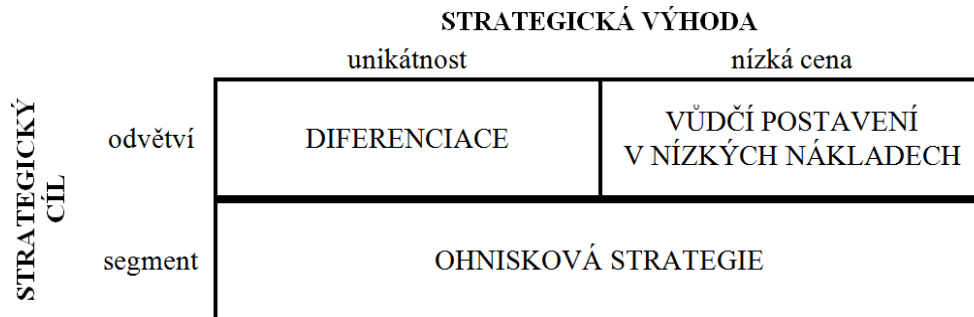 STRATEGICKÁ VÝHODA
unikátnost
nízká cena
STRATEGICKÝ
CÍL
odvětví
DIFERENCIACE
VŮDČÍ POSTAVENÍ
V NÍZKÝCH NÁKLADECH
segment
OHNISKOVÁ STRATEGIE